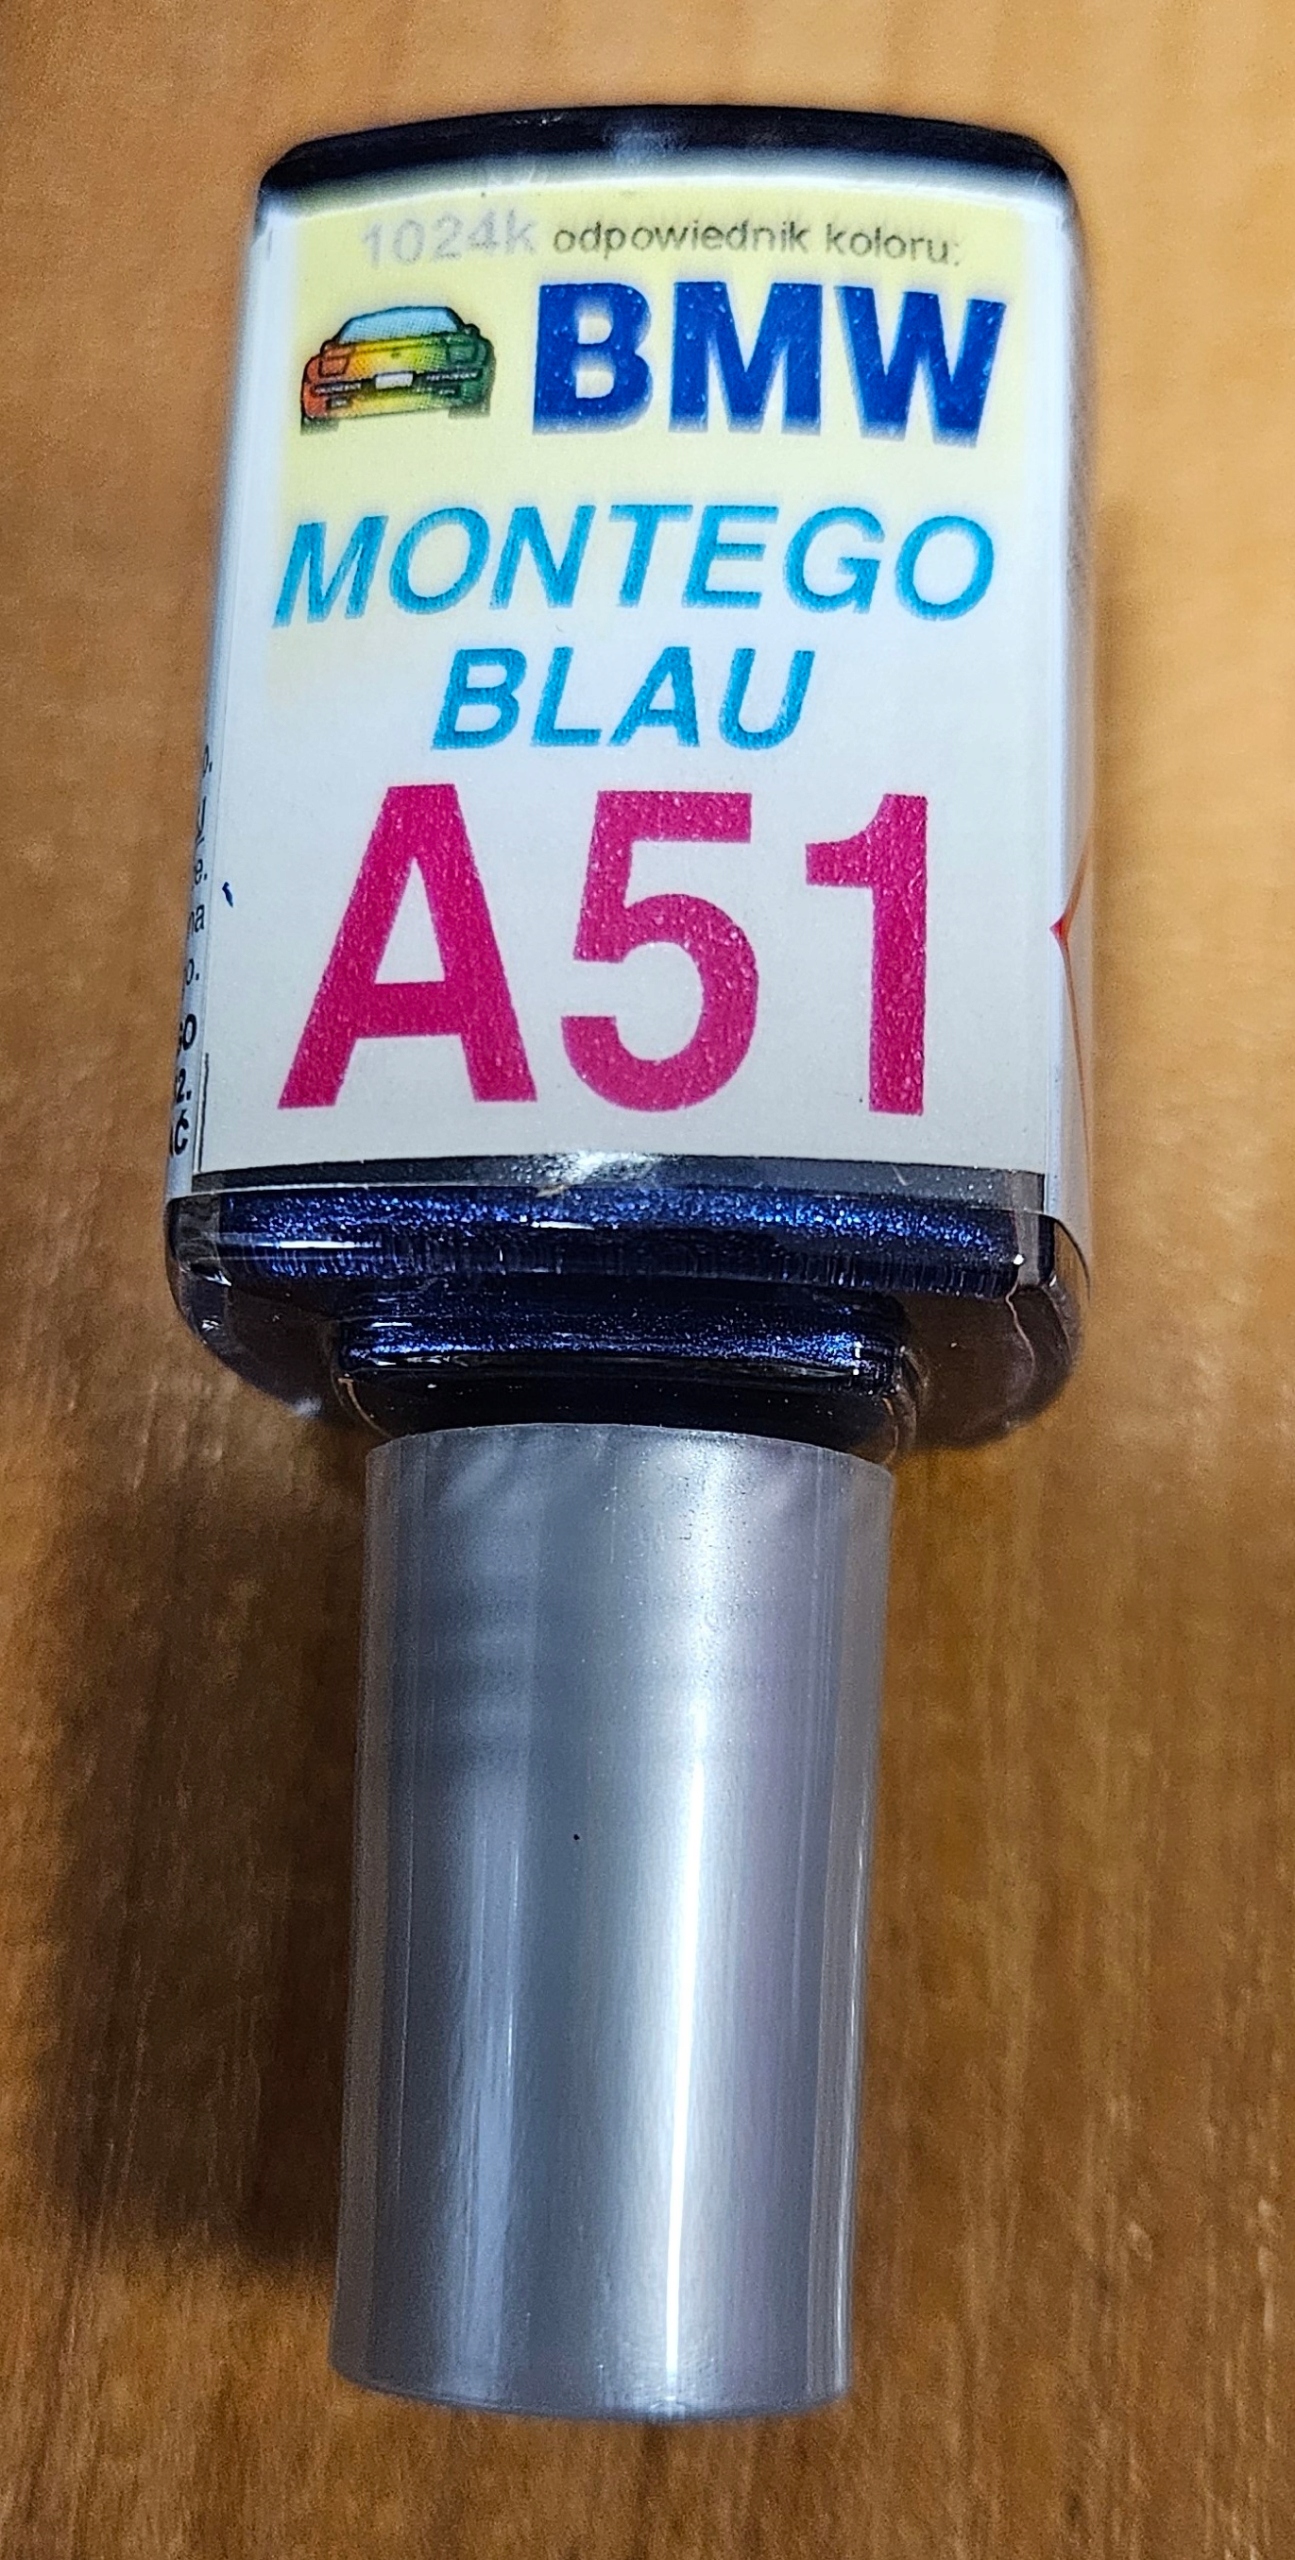 1024k odpowiednik koloru:
BMW
MONTEGO
BLAU
A51